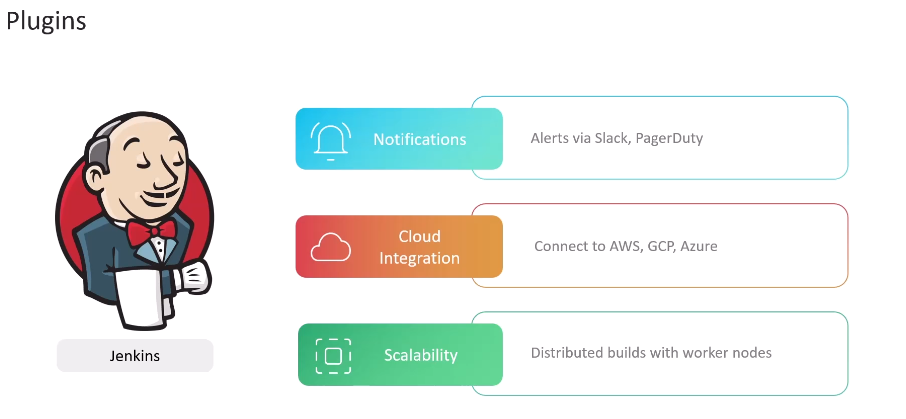 Plugins
Notifications
Alerts via Slack, PagerDuty
Cloud
Integration
Connect to AWS, GCP, Azure
Scalability
Distributed builds with worker nodes
Jenkins